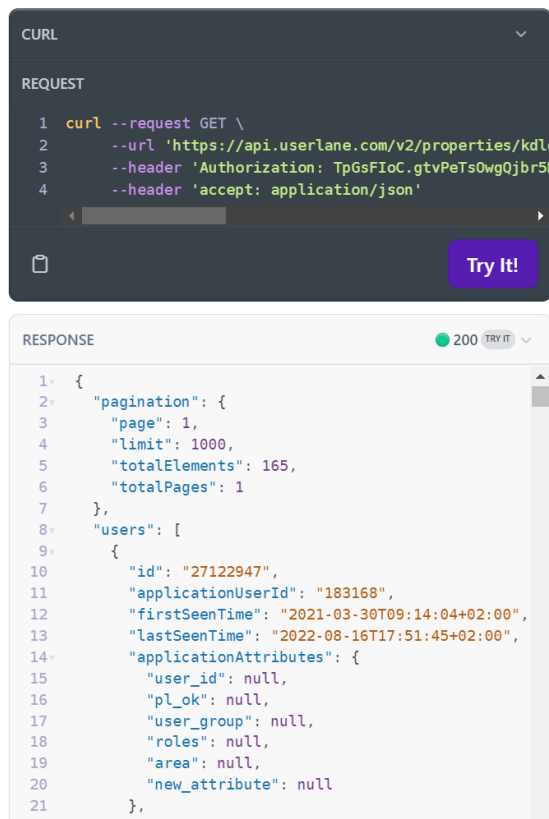 CURL
REQUEST
1 curl --request GET \
2 --url 'https://api.userlane.com/v2/properties/kdl
3 --header 'Authorization: TpGsFIoC.gtvPeTsOwgQjbr5
4 --header 'accept: application/json'
Try It!
RESPONSE 200 TRY IT
1 {
2 "pagination": {
3 "page": 1,
4 "limit": 1000,
5 "totalElements": 165,
6 "totalPages": 1
7 },
8 "users": [
9 {
10 "id": "27122947",
11 "applicationUserId": "183168",
12 "firstSeenTime": "2021-03-30T09:14:04+02:00",
13 "lastSeenTime": "2022-08-16T17:51:45+02:00",
14 "applicationAttributes": {
15 "user_id": null,
16 "pl_ok": null,
17 "user_group": null,
18 "roles": null,
19 "area": null,
20 "new_attribute": null
21 },